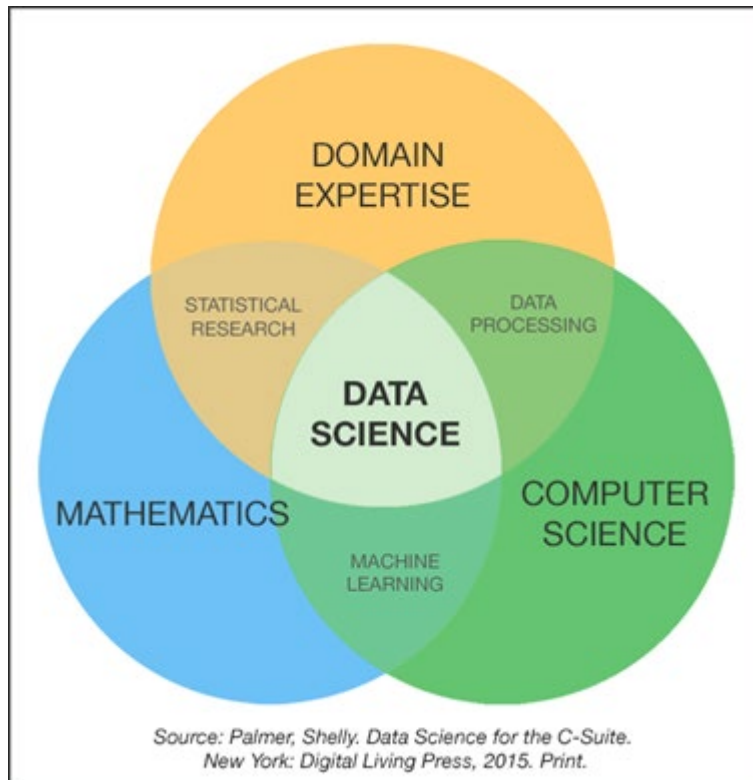 DOMAIN
EXPERTISE
STATISTICAL
RESEARCH
DATA
PROCESSING
DATA
SCIENCE
MATHEMATICS
COMPUTER
SCIENCE
MACHINE
LEARNING
Source: Palmer, Shelly. Data Science for the C-Suite.
New York: Digital Living Press, 2015. Print.